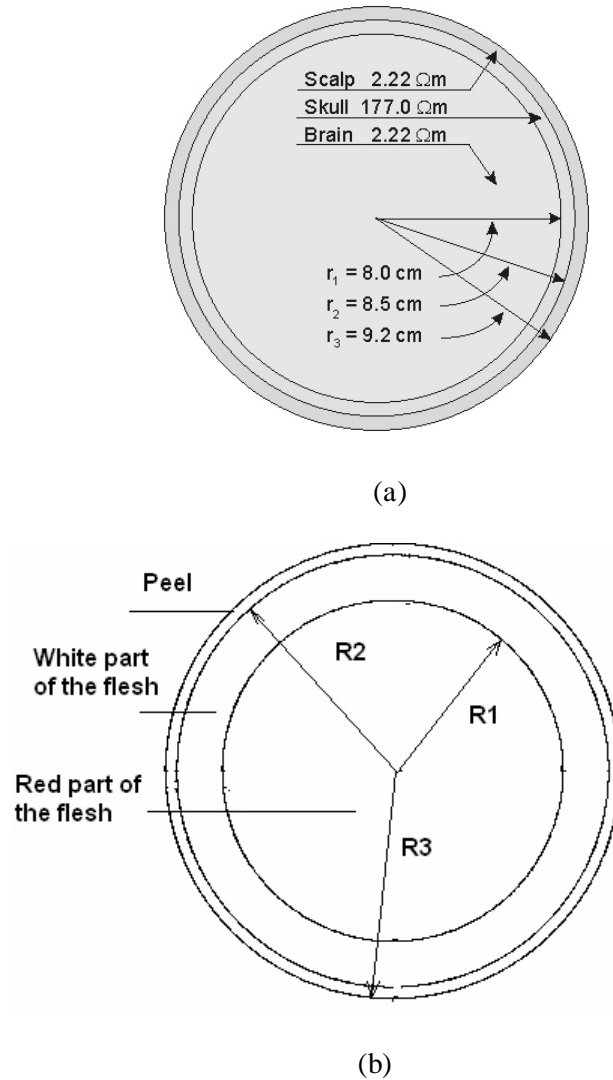 Scalp 2.22 Ωm
Skull 177.0 Ωm
Brain 2.22 Ωm
r₁ = 8.0 cm
r₂ = 8.5 cm
r₃ = 9.2 cm
(a)
Peel
White part
of the flesh
Red part of
the flesh
R2
R1
R3
(b)